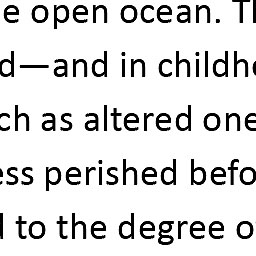 e open ocean. Th
d—and in childho
ch as altered one
ess perished befo
d to the degree o